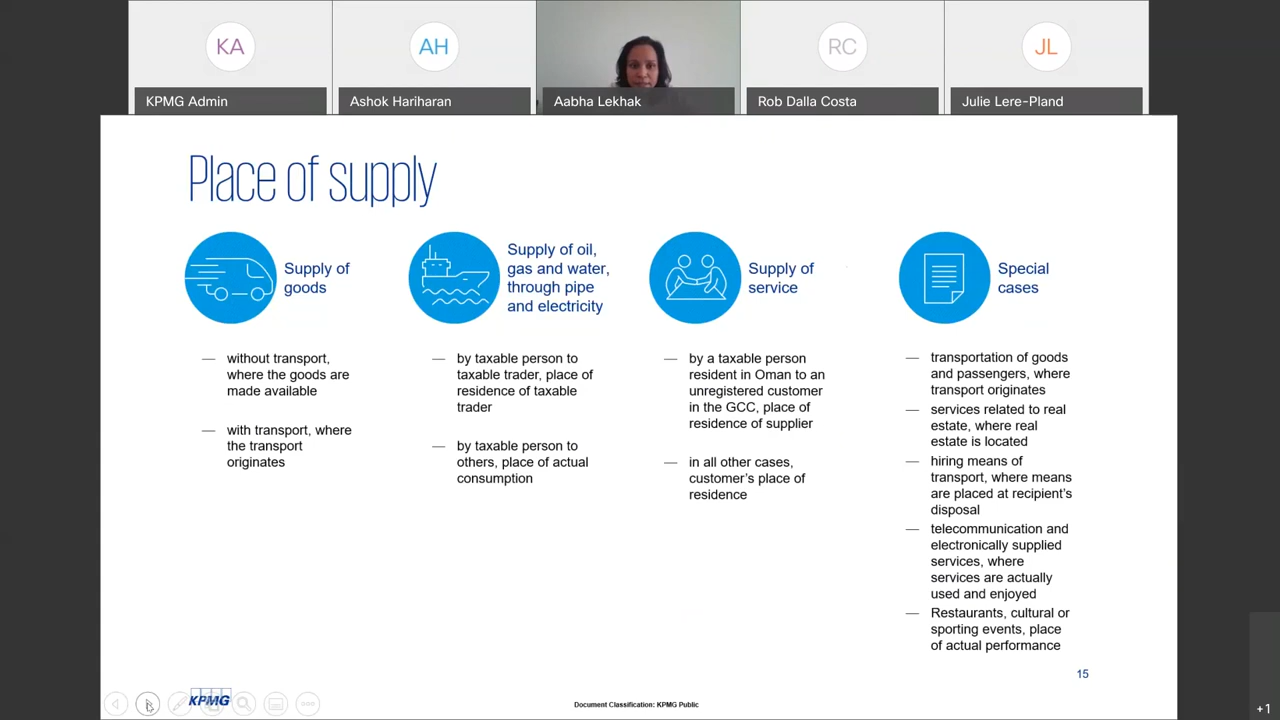 KA
AH
RC
JL
KPMG Admin
Ashok Hariharan
Aabha Lekhak
Rob Dalla Costa
Julie Lere-Pland
Place of supply
Supply of
goods
— without transport,
where the goods are
made available
— with transport, where
the transport
originates
Supply of oil,
gas and water,
through pipe
and electricity
— by taxable person to
taxable trader, place of
residence of taxable
trader
— by taxable person to
others, place of actual
consumption
Supply of
service
— by a taxable person
resident in Oman to an
unregistered customer
in the GCC, place of
residence of supplier
— in all other cases,
customer's place of
residence
Special
cases
— transportation of goods
and passengers, where
transport originates
— services related to real
estate, where real
estate is located
— hiring means of
transport, where means
are placed at recipient's
disposal
— telecommunication and
electronically supplied
services, where
services are actually
used and enjoyed
— Restaurants, cultural or
sporting events, place
of actual performance
15
KPMG
Document Classification: KPMG Public
+1